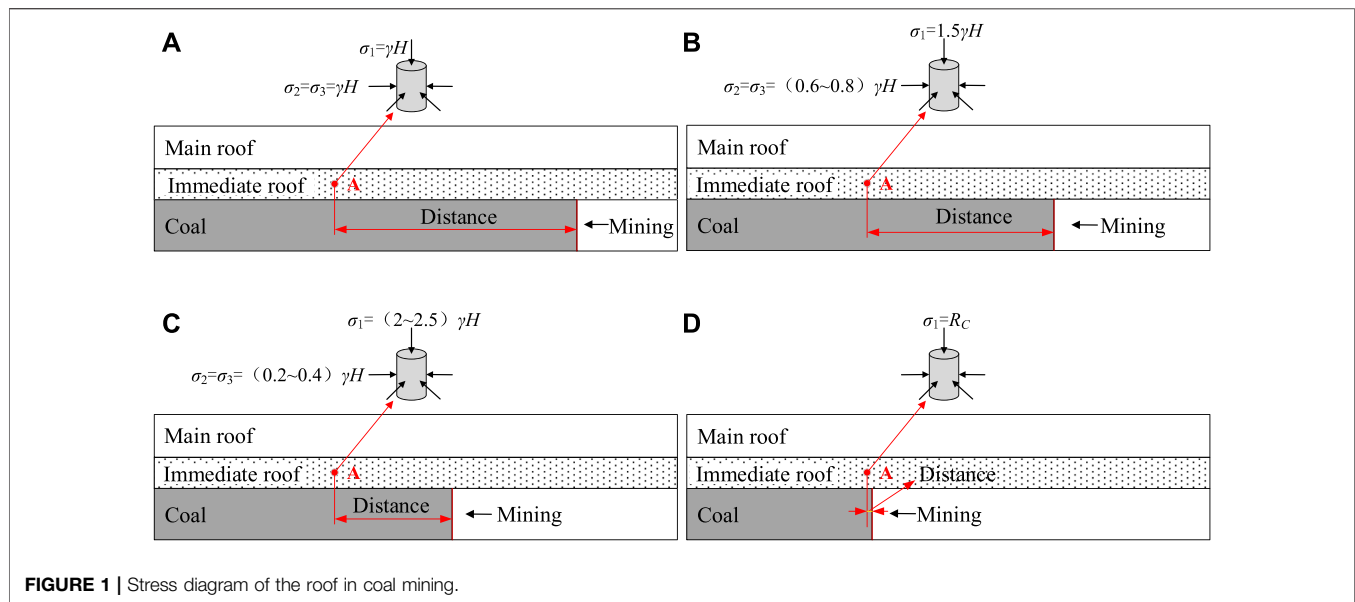 A
σ1=γH
σ2=σ3=γH
Main roof
Immediate roof
A
Coal
Distance
Mining
B
σ1=1.5γH
σ2=σ3=（0.6~0.8）γH
Main roof
Immediate roof
A
Coal
Distance
Mining
C
σ1=（2~2.5）γH
σ2=σ3=（0.2~0.4）γH
Main roof
Immediate roof
A
Coal
Distance
Mining
D
σ1=RC
Main roof
Immediate roof
A
Distance
Coal
Mining
FIGURE 1 | Stress diagram of the roof in coal mining.